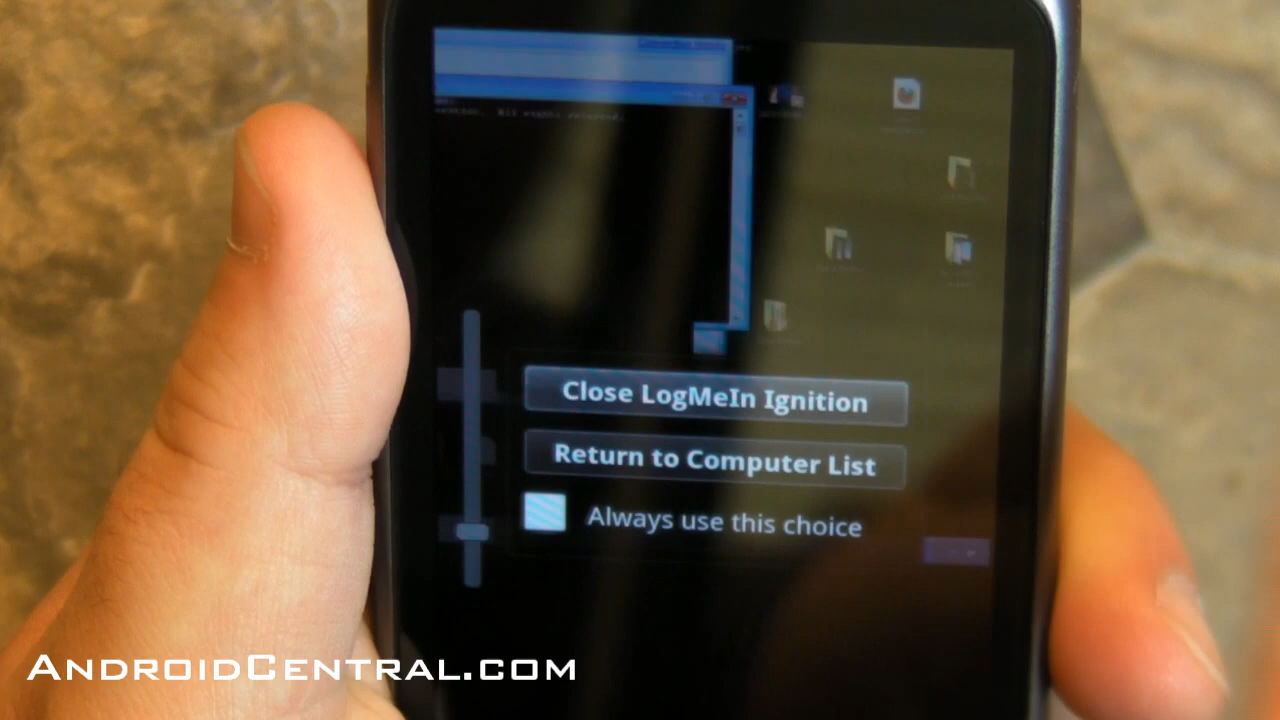 Close LogMeIn Ignition
Return to Computer List
Always use this choice
AndroidCentral.com